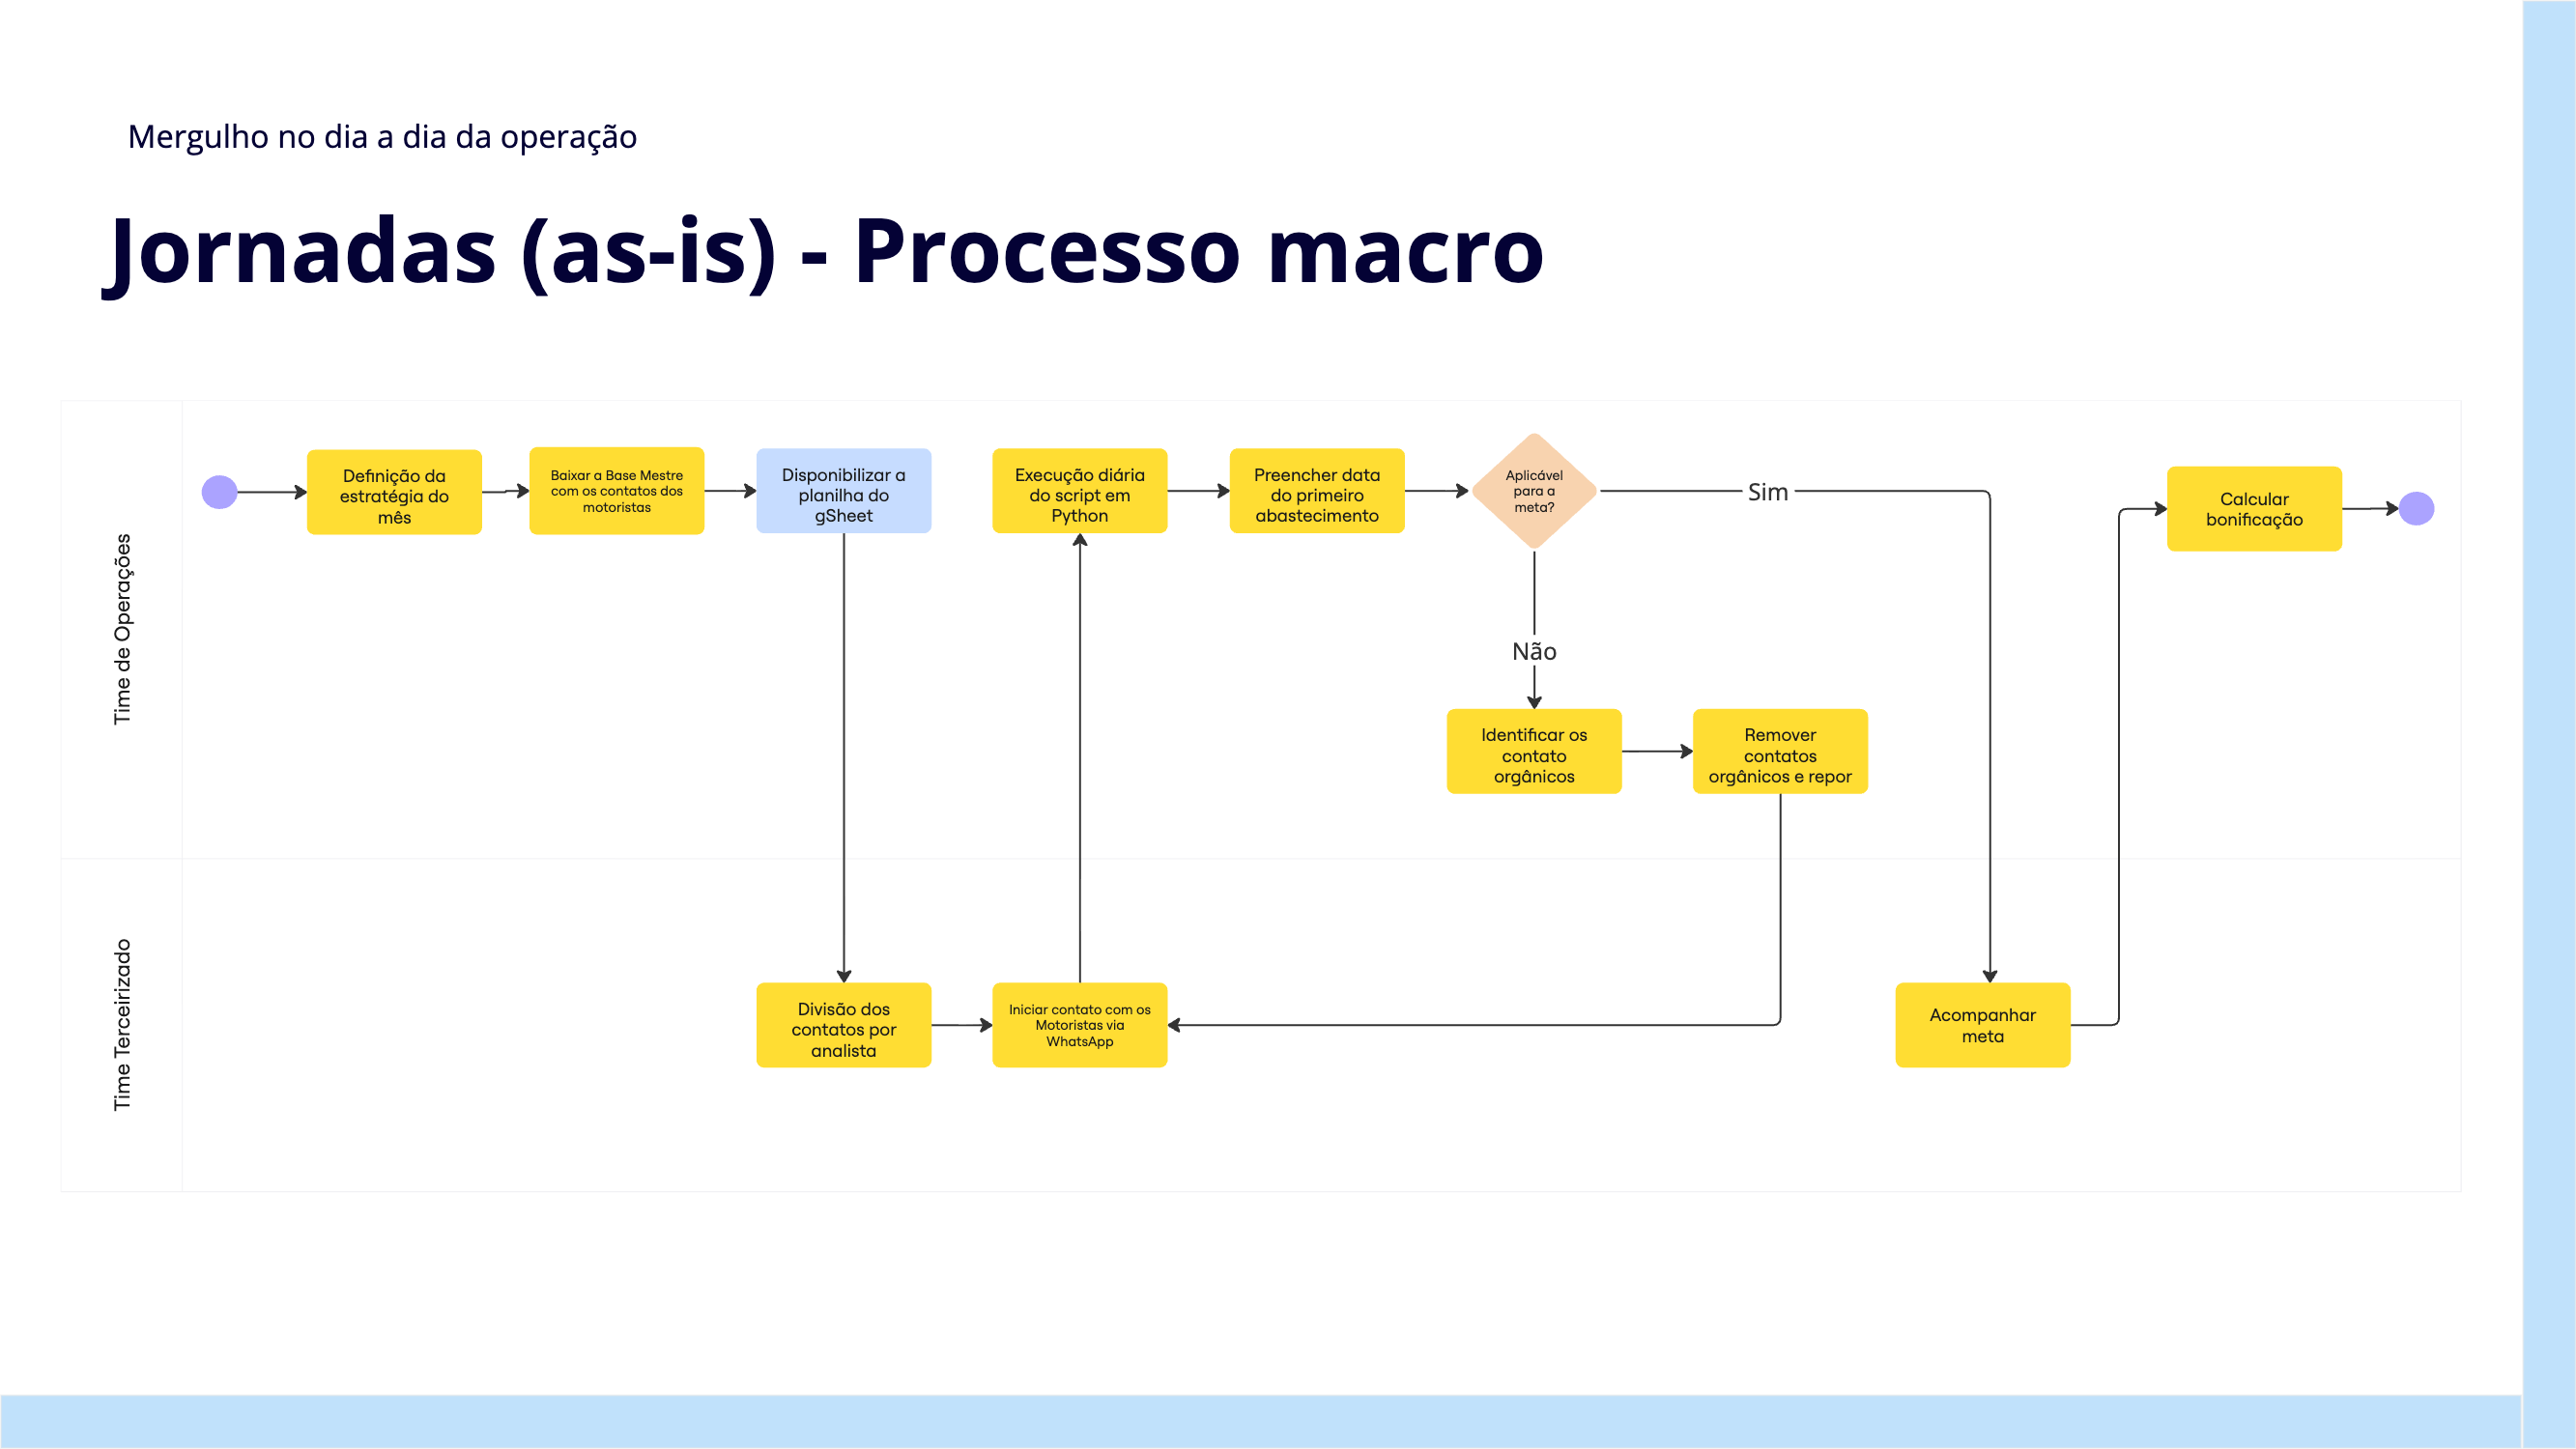 Mergulho no dia a dia da operação
Jornadas (as-is) - Processo macro
Time de Operações
Definição da
estratégia do
mês
Baixar a Base Mestre
com os contatos dos
motoristas
Disponibilizar a
planilha do
gSheet
Execução diária
do script em
Python
Preencher data
do primeiro
abastecimento
Aplicável
para a
meta?
Sim
Calcular
bonificação
Não
Identificar os
contato
orgânicos
Remover
contatos
orgânicos e repor
Time Terceirizado
Divisão dos
contatos por
analista
Iniciar contato com os
Motoristas via
WhatsApp
Acompanhar
meta